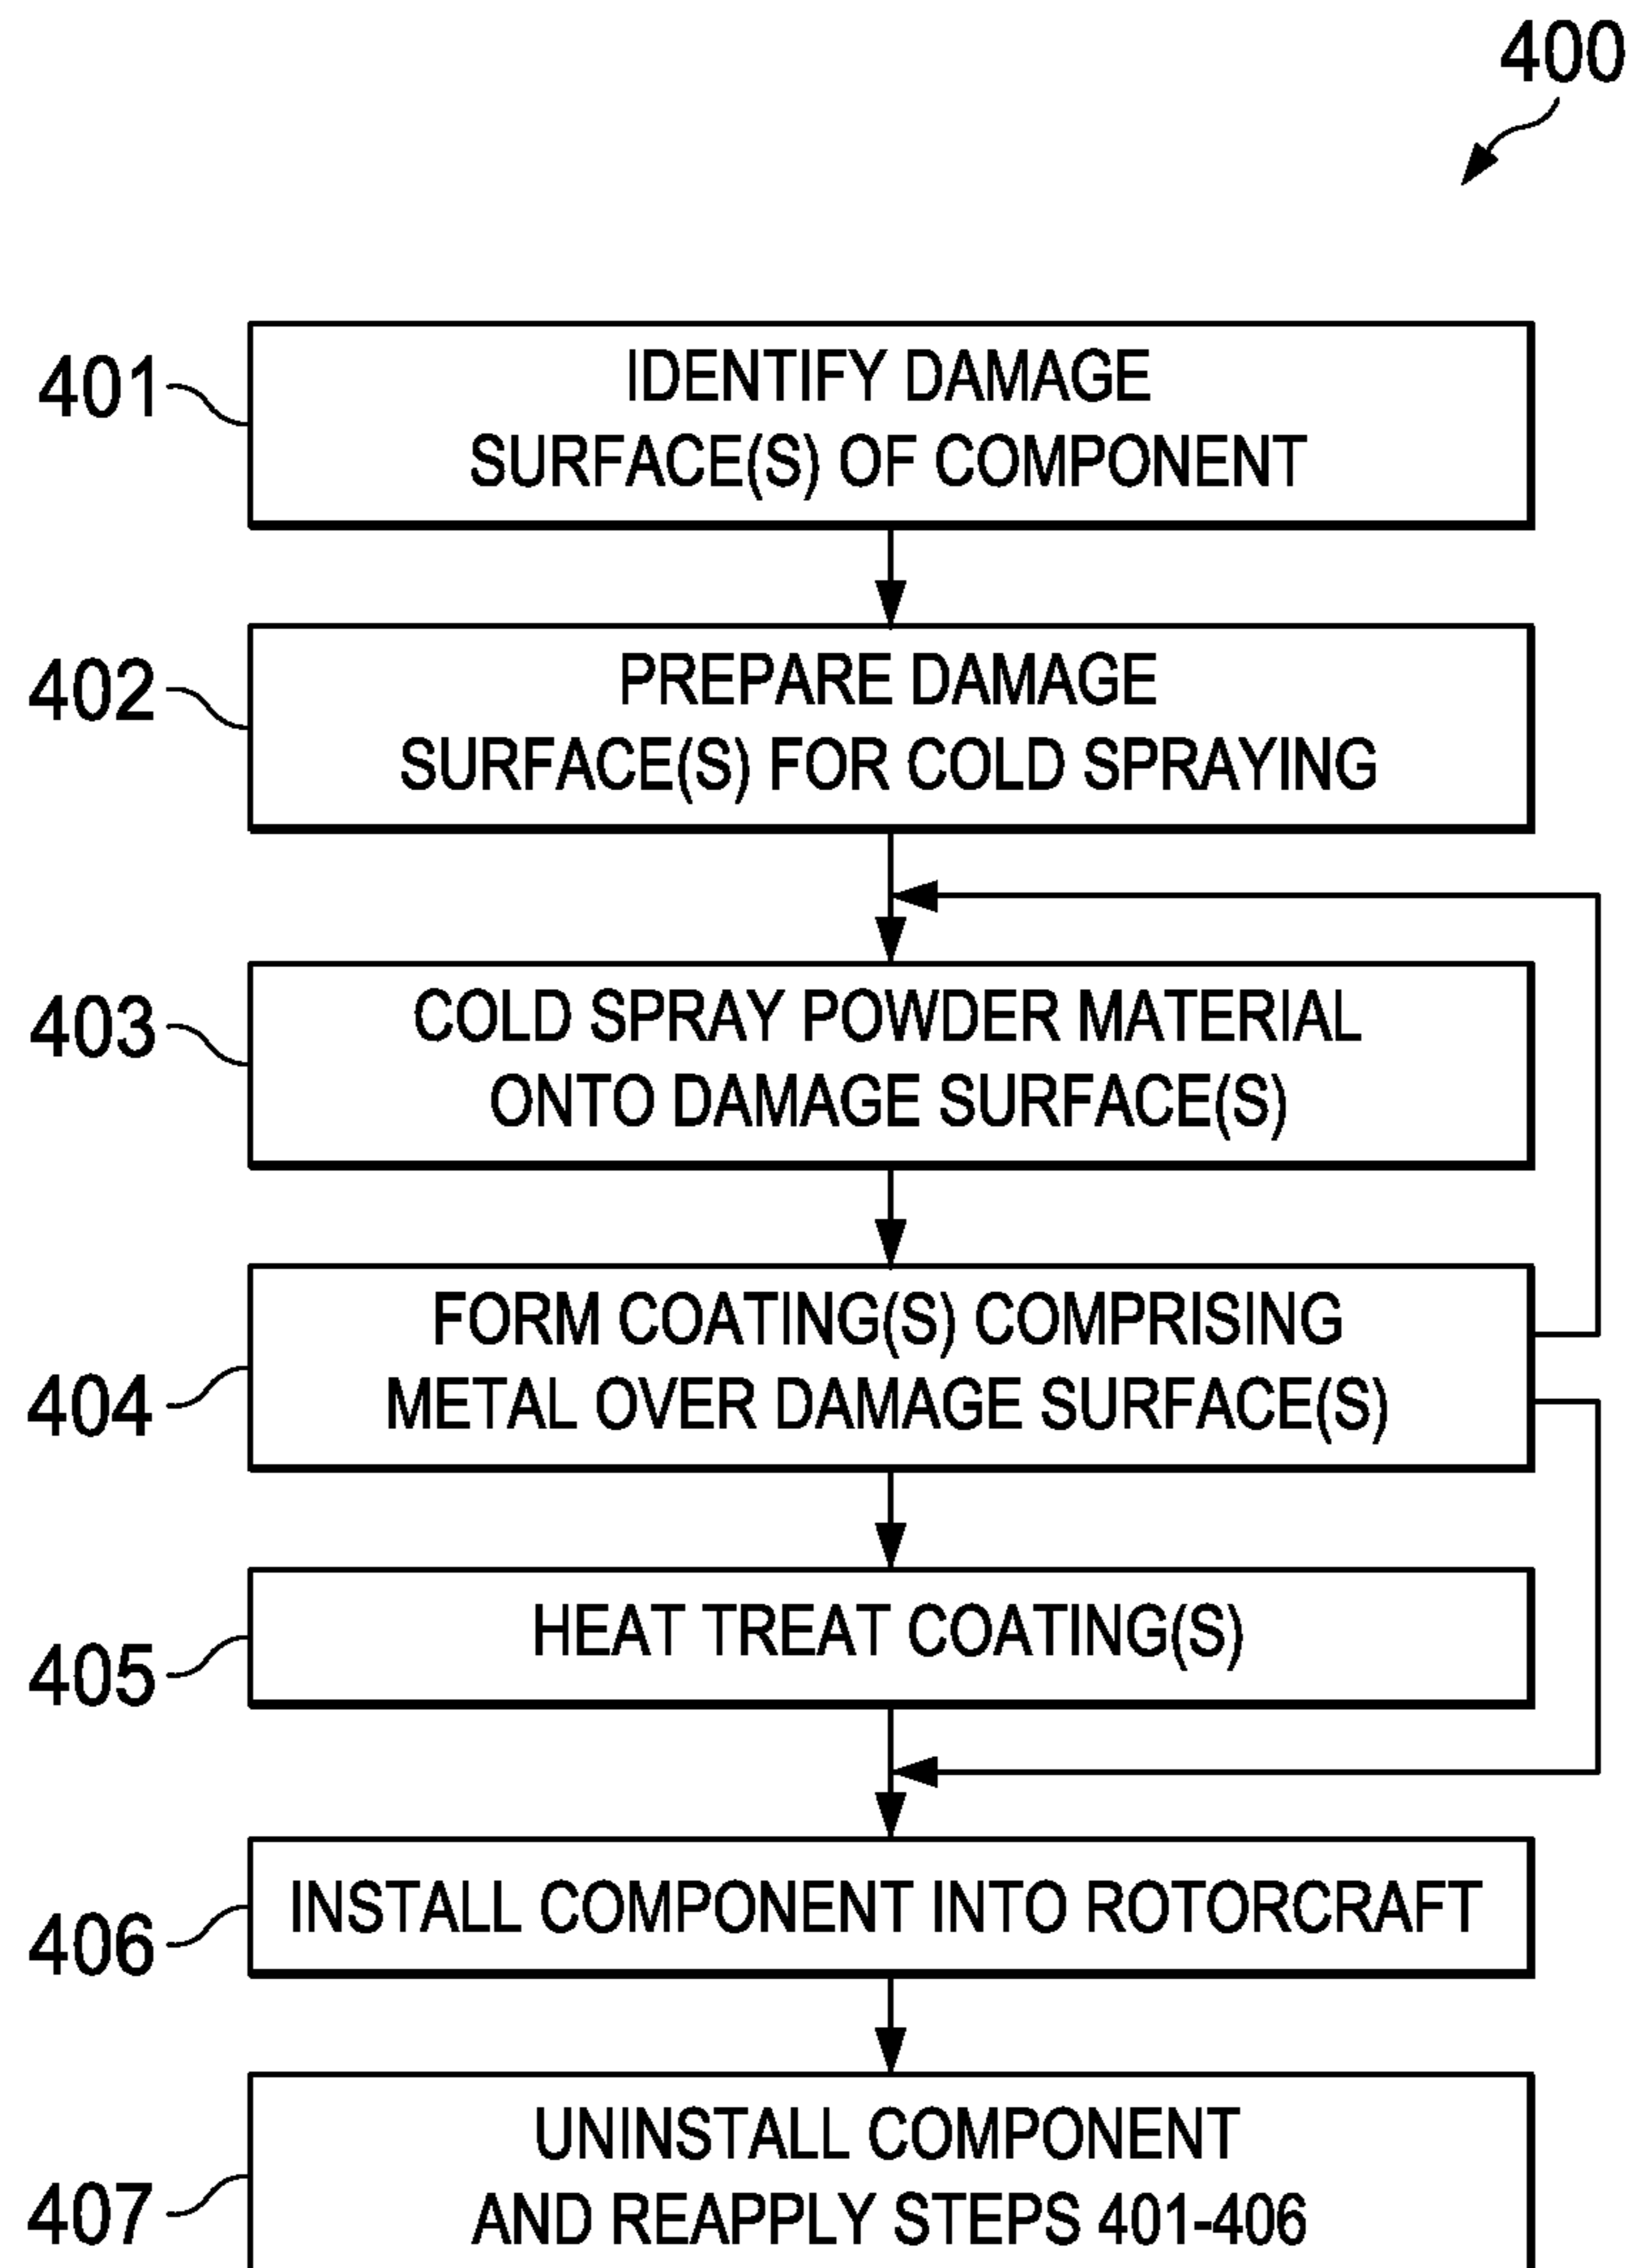 400
401
IDENTIFY DAMAGE
SURFACE(S) OF COMPONENT
402
PREPARE DAMAGE
SURFACE(S) FOR COLD SPRAYING
403
COLD SPRAY POWDER MATERIAL
ONTO DAMAGE SURFACE(S)
404
FORM COATING(S) COMPRISING
METAL OVER DAMAGE SURFACE(S)
405
HEAT TREAT COATING(S)
406
INSTALL COMPONENT INTO ROTORCRAFT
407
UNINSTALL COMPONENT
AND REAPPLY STEPS 401-406